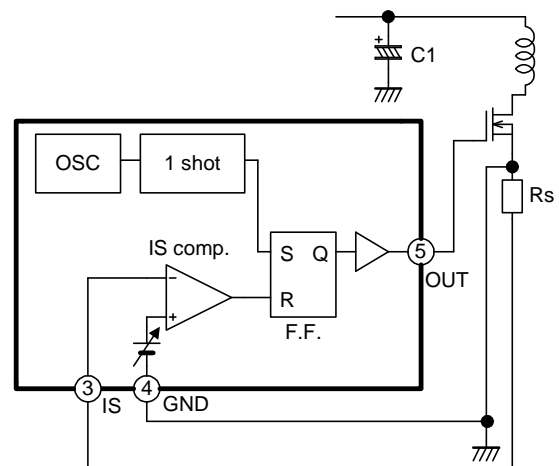 +
C1
OSC
1 shot
Rs
IS comp.
S Q
5
OUT
−
R
+
F.F.
3
IS
4
GND